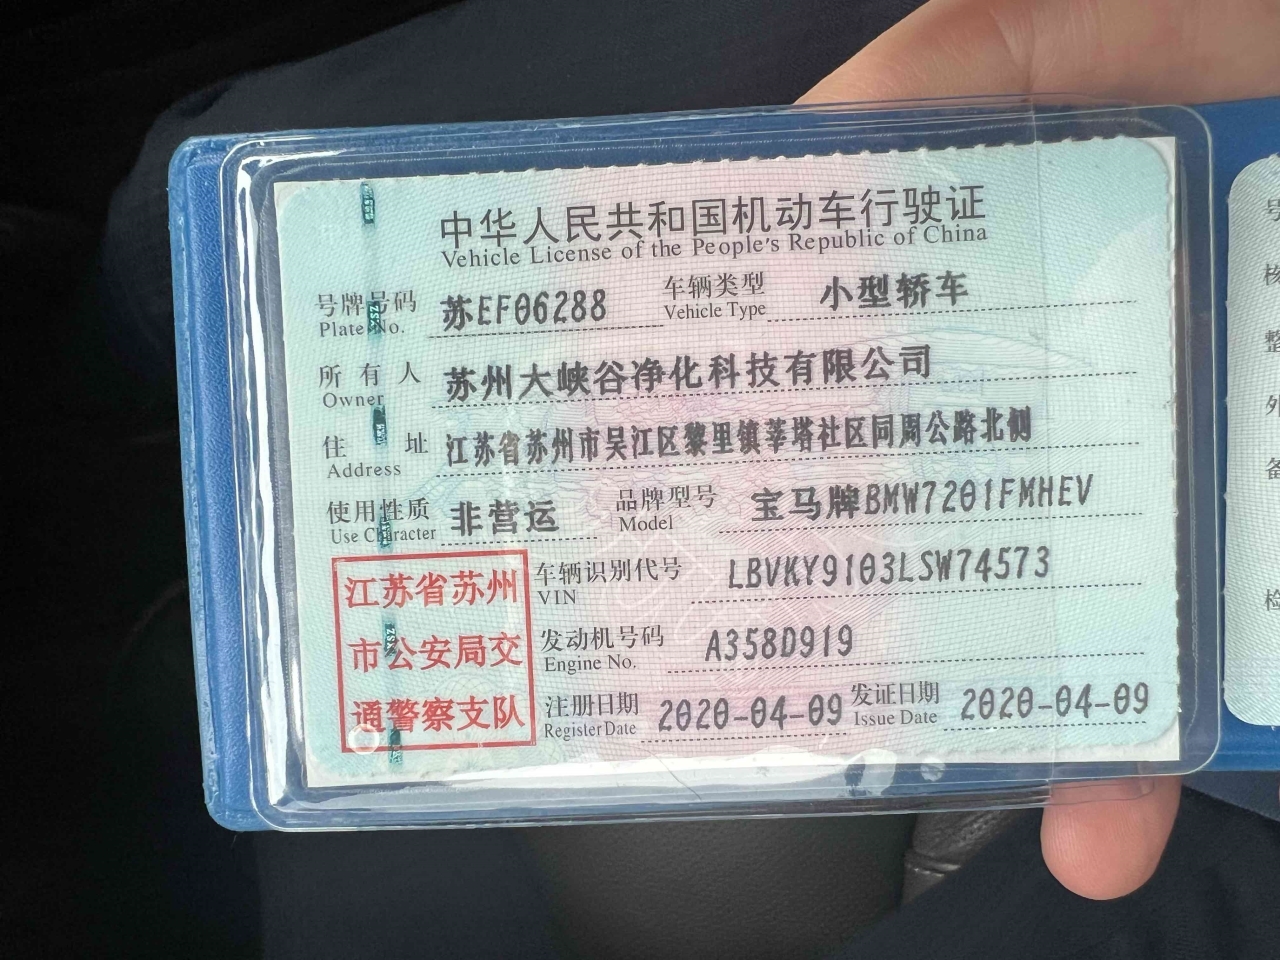 中华人民共和国机动车行驶证
Vehicle License of the People's Republic of China
号牌号码 苏EF06288 车辆类型 小型轿车
Plate No. Vehicle Type
所有人 苏州大峡谷净化科技有限公司
Owner
住址 江苏省苏州市吴江区黎里镇莘塔社区同周公路北侧
Address
使用性质 非营运 品牌型号 宝马牌BMW7201FMHEV
Use Character Model
江苏省苏州
市公安局交
通警察支队
车辆识别代号 LBVKY9103LSW74573
VIN
发动机号码 A358D919
Engine No.
注册日期 2020-04-09 发证日期 2020-04-09
Register Date Issue Date
号
核
整
外
备
检